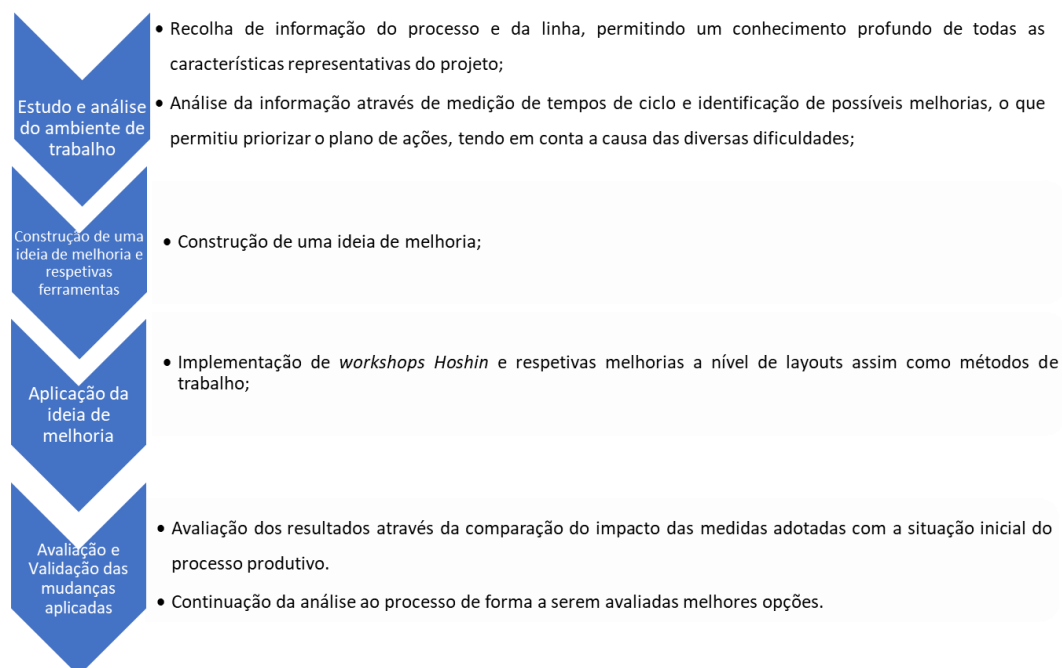 Estudo e análise
do ambiente de
trabalho
• Recolha de informação do processo e da linha, permitindo um conhecimento profundo de todas as
características representativas do projeto;
• Análise da informação através de medição de tempos de ciclo e identificação de possíveis melhorias, o que
permitiu priorizar o plano de ações, tendo em conta a causa das diversas dificuldades;
Construção de uma
ideia de melhoria e
respetivas
ferramentas
• Construção de uma ideia de melhoria;
Aplicação da
ideia de
melhoria
• Implementação de workshops Hoshin e respetivas melhorias a nível de layouts assim como métodos de
trabalho;
Avaliação e
Validação das
mudanças
aplicadas
• Avaliação dos resultados através da comparação do impacto das medidas adotadas com a situação inicial do
processo produtivo.
• Continuação da análise ao processo de forma a serem avaliadas melhores opções.